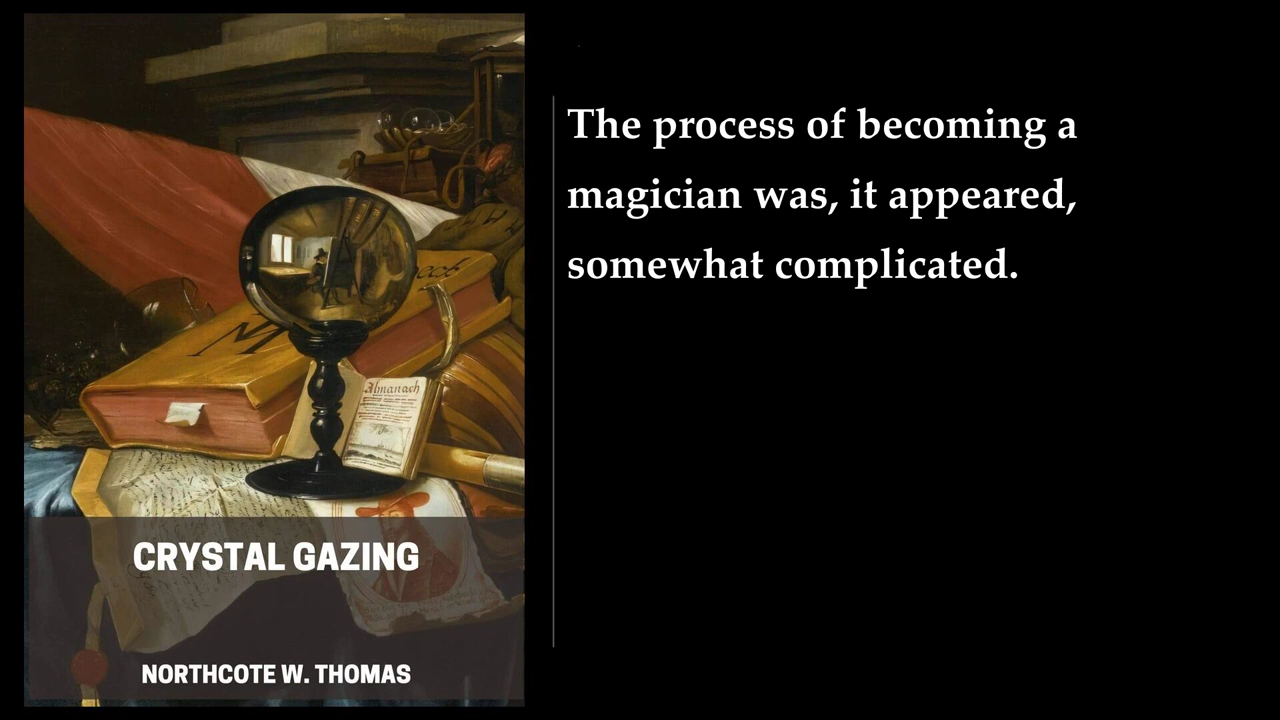 The process of becoming a
magician was, it appeared,
somewhat complicated.
M
Almanach
CRYSTAL GAZING
NORTHCOTE W. THOMAS